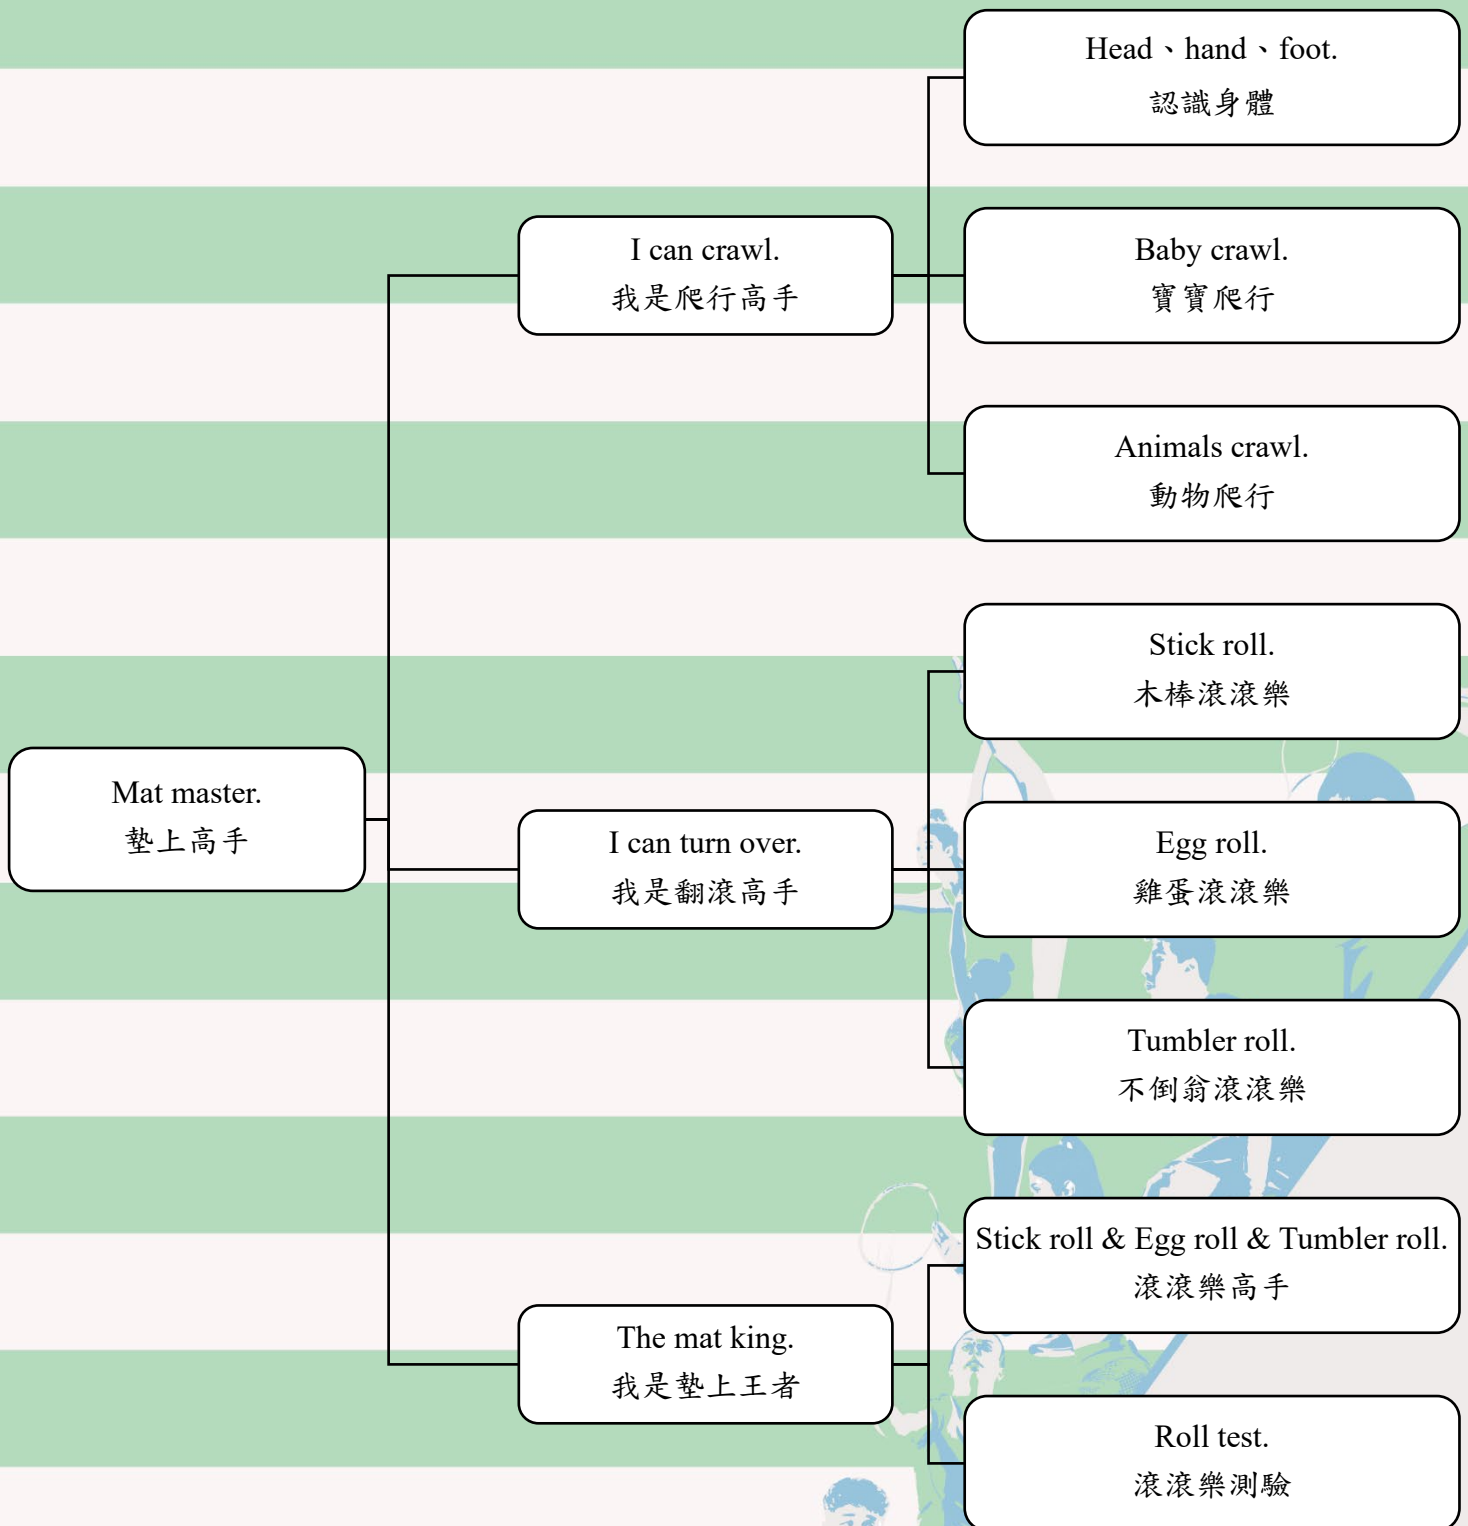 Head、hand、foot.
認識身體
I can crawl.
我是爬行高手
Baby crawl.
寶寶爬行
Animals crawl.
動物爬行
Stick roll.
木棒滾滾樂
Mat master.
墊上高手
I can turn over.
我是翻滾高手
Egg roll.
雞蛋滾滾樂
Tumbler roll.
不倒翁滾滾樂
Stick roll & Egg roll & Tumbler roll.
滾滾樂高手
The mat king.
我是墊上王者
Roll test.
滾滾樂測驗